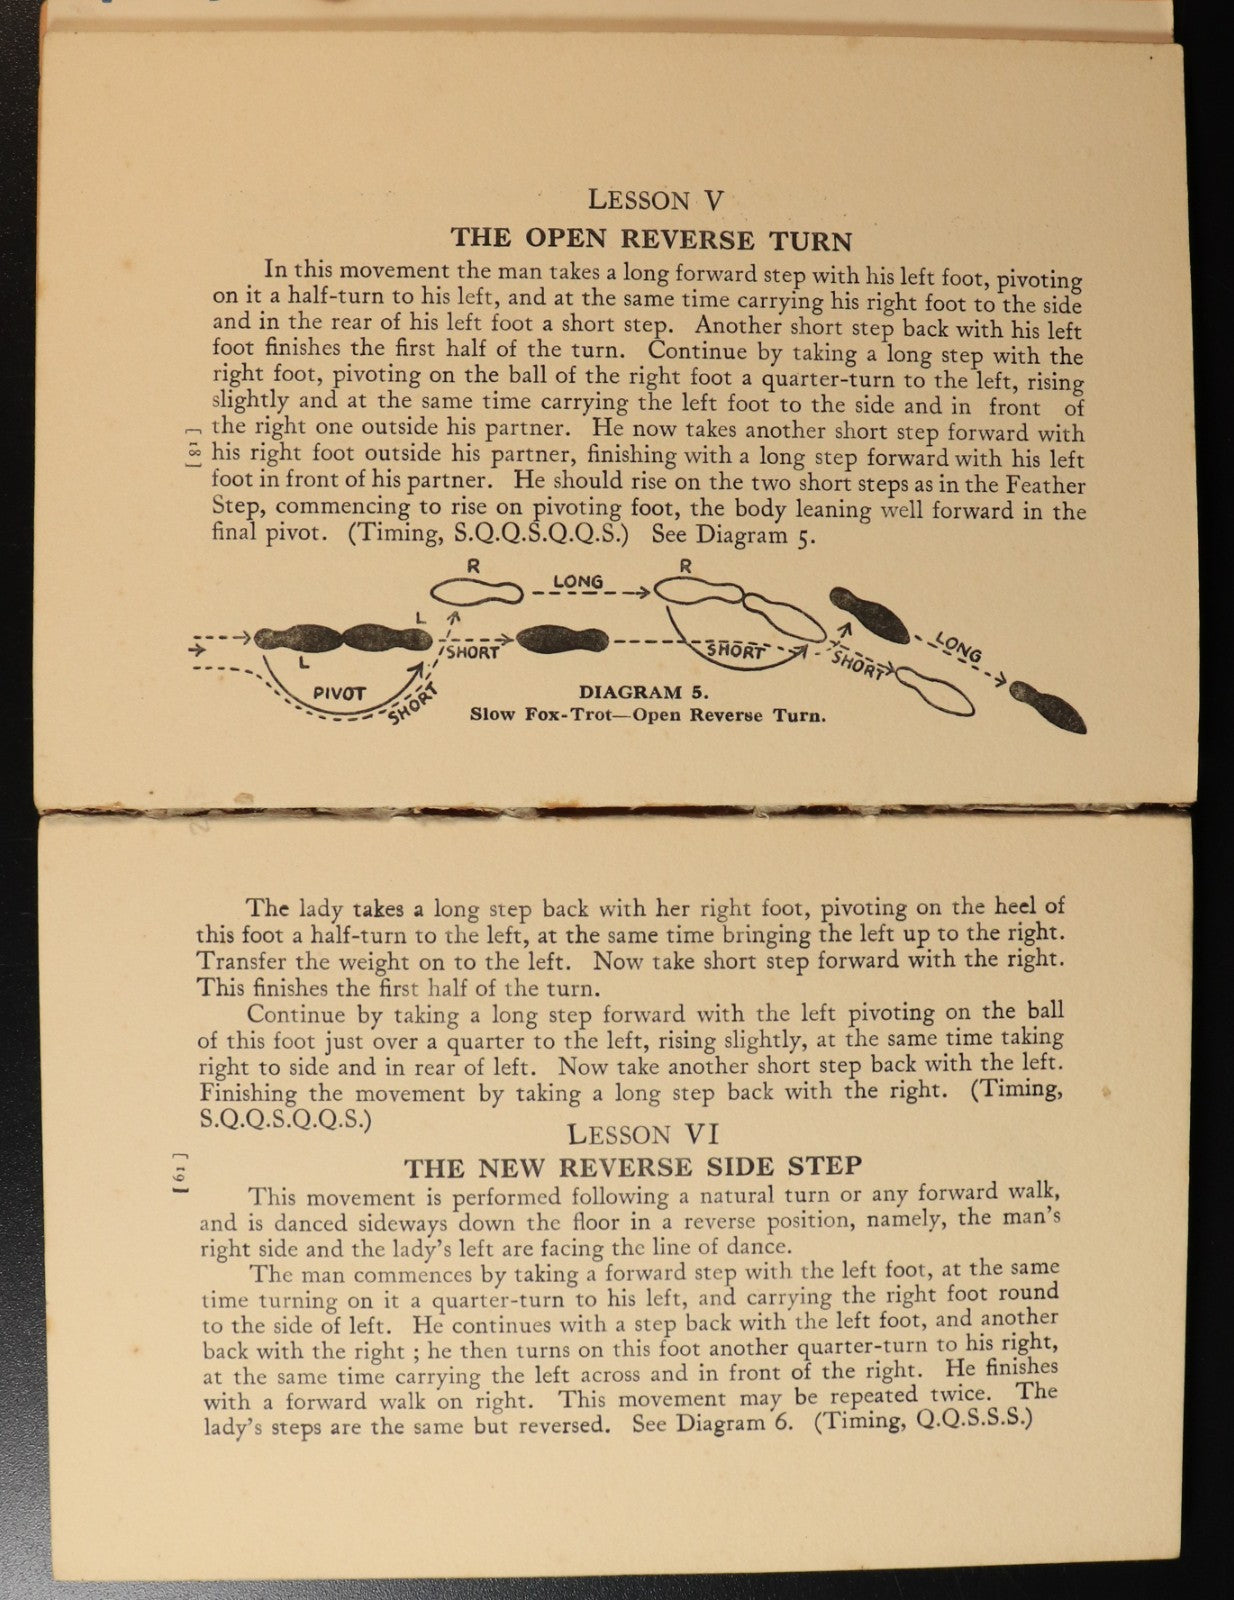 LESSON V
THE OPEN REVERSE TURN
In this movement the man takes a long forward step with his left foot, pivoting
on it a half-turn to his left, and at the same time carrying his right foot to the side
and in the rear of his left foot a short step. Another short step back with his left
foot finishes the first half of the turn. Continue by taking a long step with the
right foot, pivoting on the ball of the right foot a quarter-turn to the left, rising
slightly and at the same time carrying the left foot to the side and in front of
the right one outside his partner. He now takes another short step forward with
his right foot outside his partner, finishing with a long step forward with his left
foot in front of his partner. He should rise on the two short steps as in the Feather
Step, commencing to rise on pivoting foot, the body leaning well forward in the
final pivot. (Timing, S.Q.Q.S.Q.Q.S.) See Diagram 5.
[ 18 ]
R
LONG
R
L
L
SHORT
SHORT
SHORT
LONG
PIVOT
SHORT
DIAGRAM 5.
Slow Fox-Trot—Open Reverse Turn.
The lady takes a long step back with her right foot, pivoting on the heel of
this foot a half-turn to the left, at the same time bringing the left up to the right.
Transfer the weight on to the left. Now take short step forward with the right.
This finishes the first half of the turn.
Continue by taking a long step forward with the left pivoting on the ball
of this foot just over a quarter to the left, rising slightly, at the same time taking
right to side and in rear of left. Now take another short step back with the left.
Finishing the movement by taking a long step back with the right. (Timing,
S.Q.Q.S.Q.Q.S.)
LESSON VI
THE NEW REVERSE SIDE STEP
[ 19 ]
This movement is performed following a natural turn or any forward walk,
and is danced sideways down the floor in a reverse position, namely, the man's
right side and the lady's left are facing the line of dance.
The man commences by taking a forward step with the left foot, at the same
time turning on it a quarter-turn to his left, and carrying the right foot round
to the side of left. He continues with a step back with the left foot, and another
back with the right ; he then turns on this foot another quarter-turn to his right,
at the same time carrying the left across and in front of the right. He finishes
with a forward walk on right. This movement may be repeated twice. The
lady's steps are the same but reversed. See Diagram 6. (Timing, Q.Q.S.S.S.)